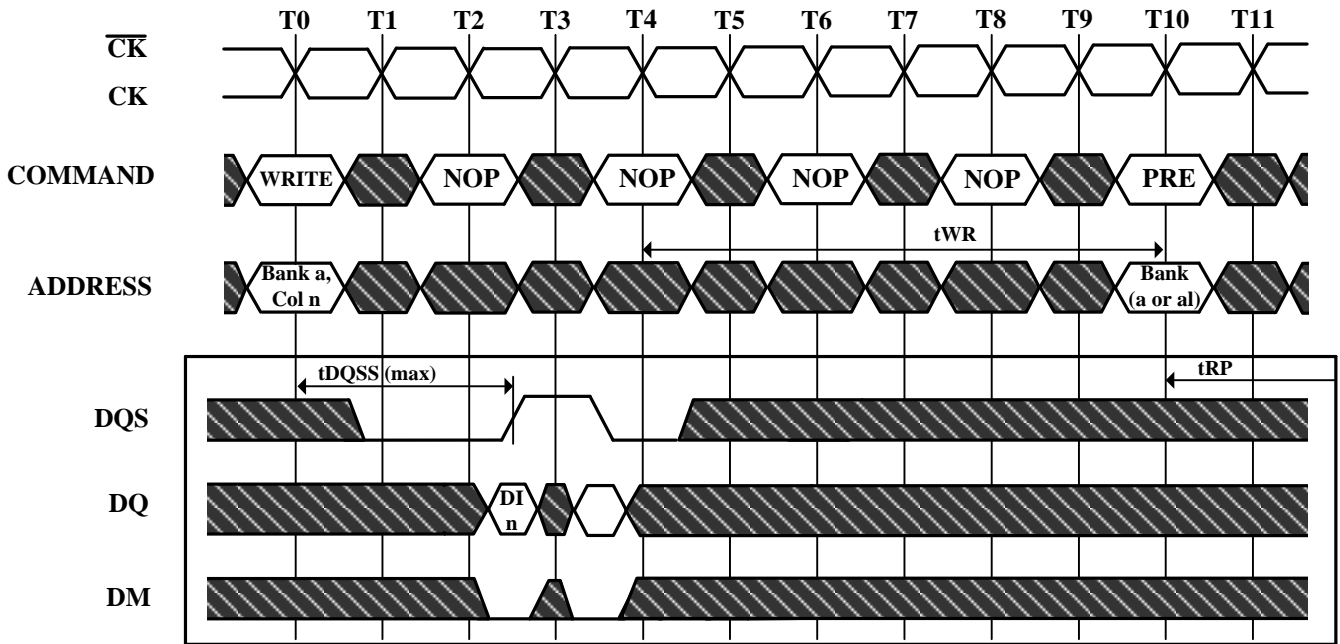 T0 T1 T2 T3 T4 T5 T6 T7 T8 T9 T10 T11
CK
CK
COMMAND WRITE NOP NOP NOP NOP PRE
tWR
ADDRESS Bank a, Bank
Col n (a or al)
tDQSS (max) tRP
DQS
DQ DI
n
DM